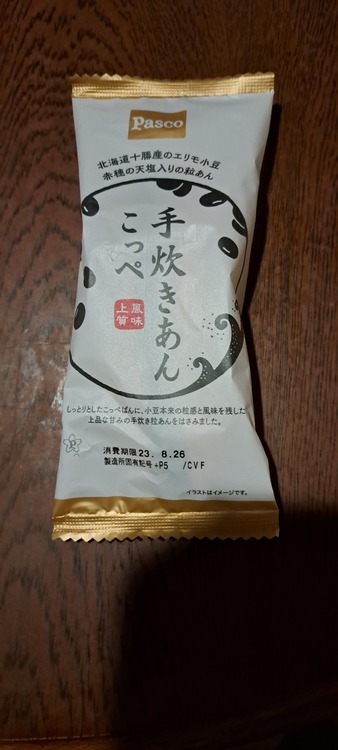 Pasco
北海道十勝産のエリモ小豆
赤穂の天塩入りの粒あん
手炊きあん
こっぺ
風味
上質
しっとりとしたこっぺぱんに、小豆本来の粒感と風味を残した
上品な甘みの手炊き粒あんをはさみました。
消費期限23. 8.26
製造所固有記号 +P5 /CVF
イラストはイメージです。